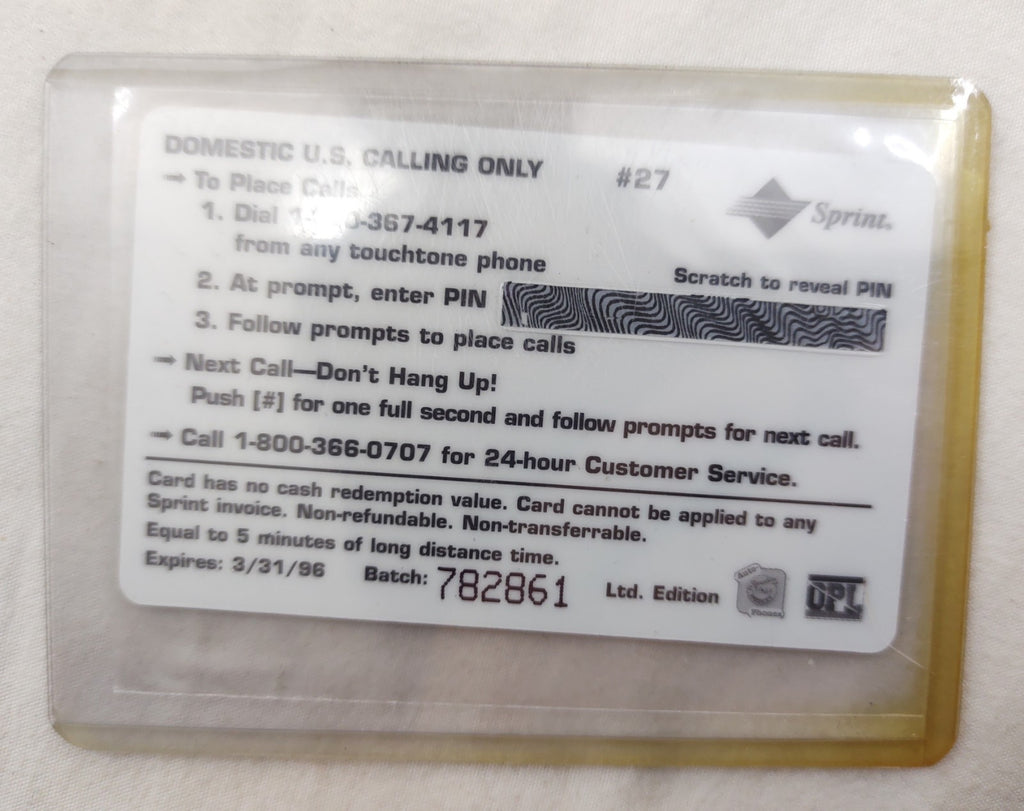 DOMESTIC U.S. CALLING ONLY
#27
Sprint.
→ To Place Calls
1. Dial 1- 0-367-4117
from any touchtone phone
Scratch to reveal PIN
2. At prompt, enter PIN
3. Follow prompts to place calls
→ Next Call—Don't Hang Up!
Push [#] for one full second and follow prompts for next call.
→ Call 1-800-366-0707 for 24-hour Customer Service.
Card has no cash redemption value. Card cannot be applied to any
Sprint invoice. Non-refundable. Non-transferrable.
Equal to 5 minutes of long distance time.
Expires: 3/31/96
Batch: 782861
Ltd. Edition
Auto
Phonex
UPL